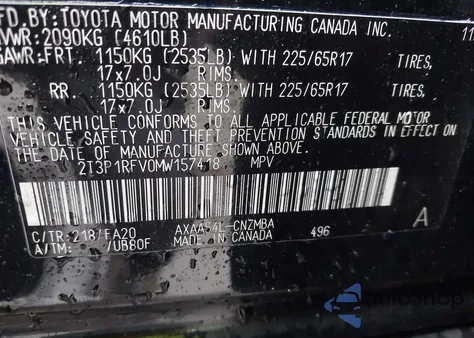 FD.BY: TOYOTA MOTOR MANUFACTURING CANADA INC. 11
VWR: 2090KG (4610LB)
GAWR: FRT. 1150KG (2535LB) WITH 225/65R17 TIRES,
17x7.0J RIMS.
RR. 1150KG (2535LB) WITH 225/65R17 TIRES,
17x7.0J RIMS.
THIS VEHICLE CONFORMS TO ALL APPLICABLE FEDERAL MOTOR
VEHICLE SAFETY AND THEFT PREVENTION STANDARDS IN EFFECT ON
THE DATE OF MANUFACTURE SHOWN ABOVE.
2T3P1RFV0MW157418 MPV
C/TR: 218/FA20 AXAA54L-CNZMBA A
A/TM: /UB80F MADE IN CANADA 496
AutoShop